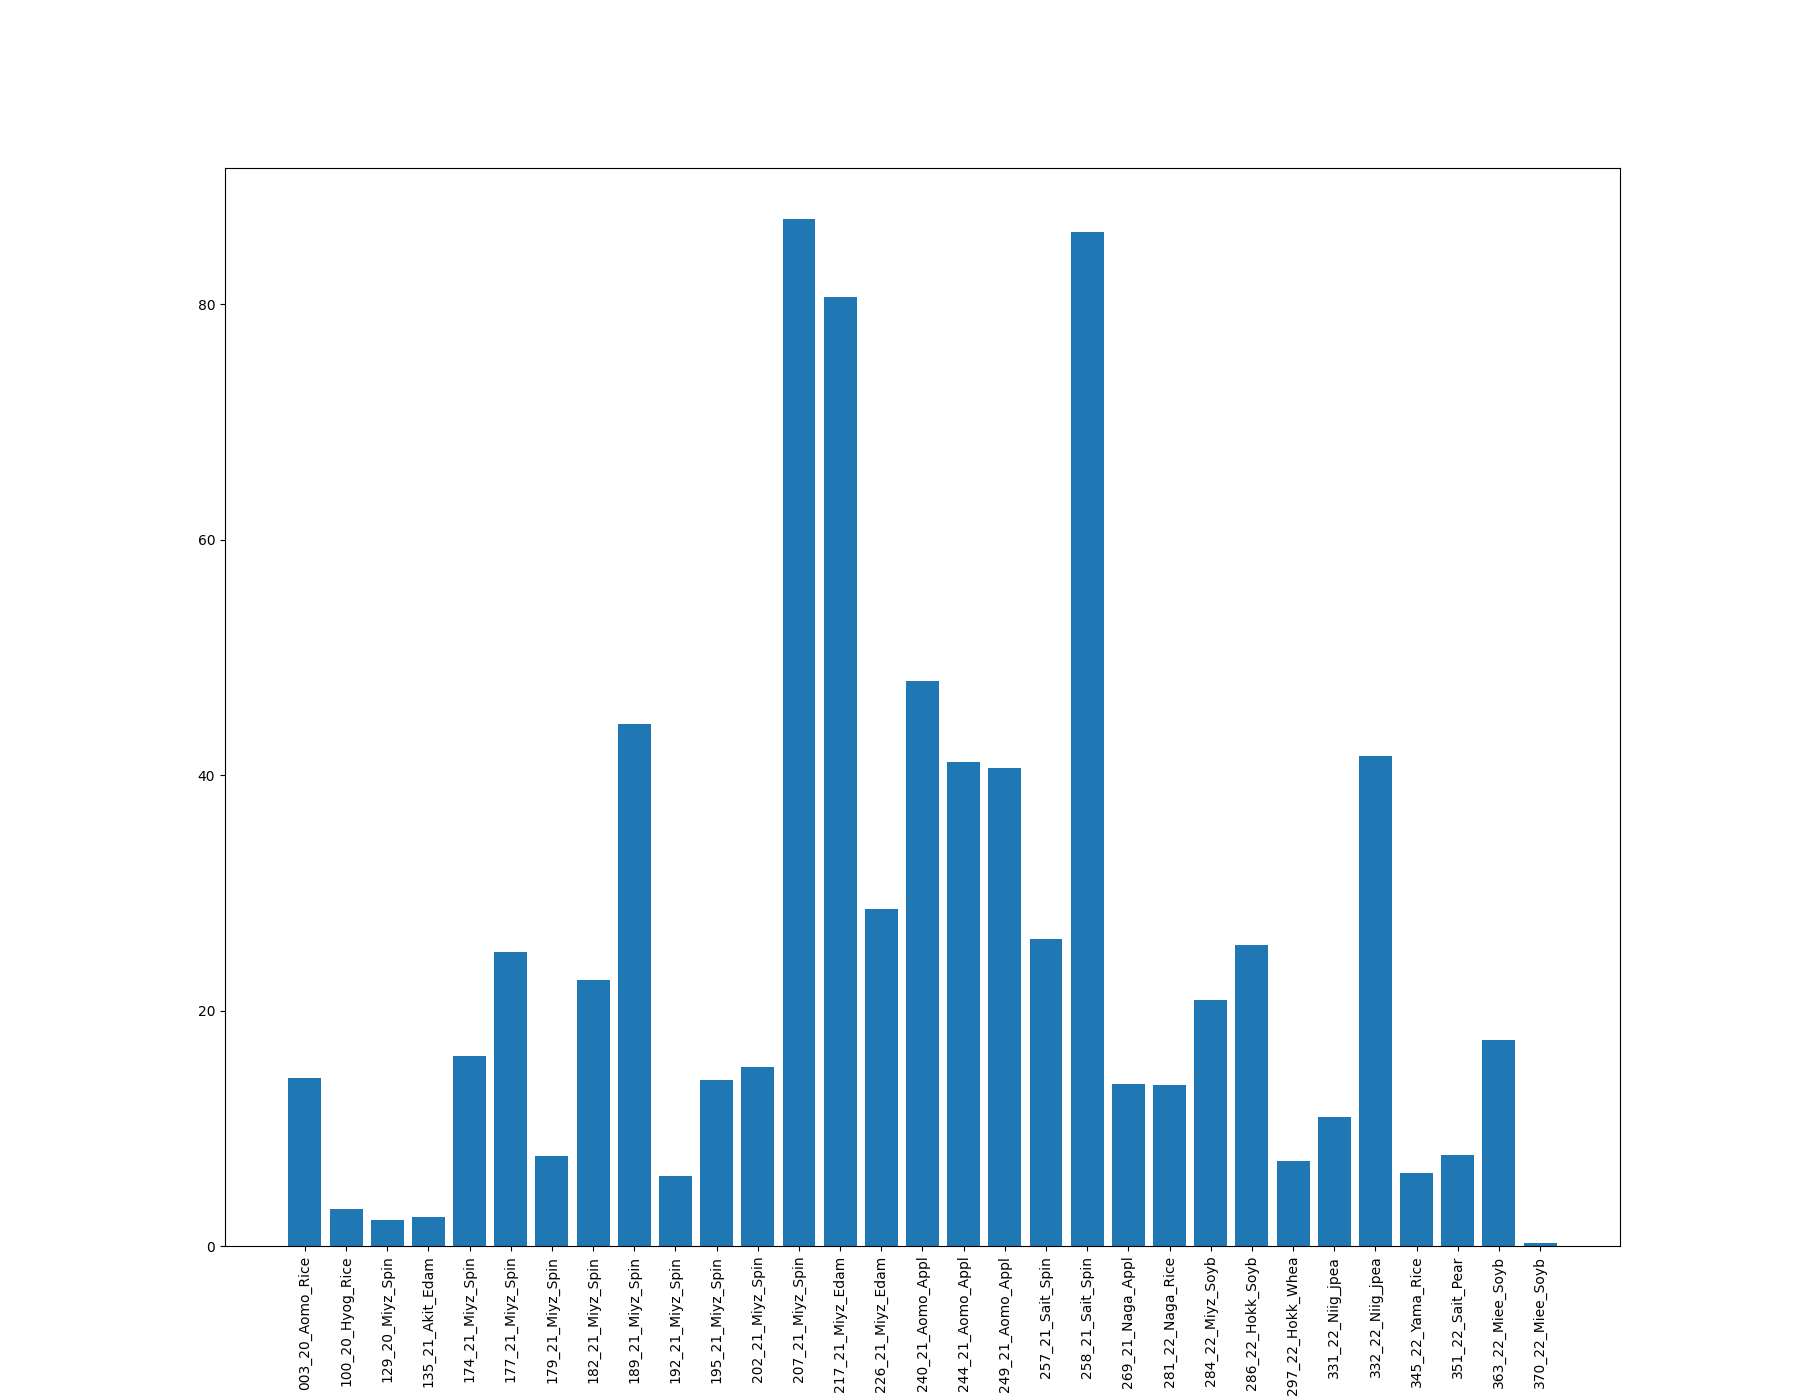 80
60
40
20
0
003_20_Aomo_Rice
100_20_Hyog_Rice
129_20_Miyz_Spin
135_21_Akit_Edam
174_21_Miyz_Spin
177_21_Miyz_Spin
179_21_Miyz_Spin
182_21_Miyz_Spin
189_21_Miyz_Spin
192_21_Miyz_Spin
195_21_Miyz_Spin
202_21_Miyz_Spin
207_21_Miyz_Spin
217_21_Miyz_Edam
226_21_Miyz_Edam
240_21_Aomo_Appl
244_21_Aomo_Appl
249_21_Aomo_Appl
257_21_Sait_Spin
258_21_Sait_Spin
269_21_Naga_Appl
281_22_Naga_Rice
284_22_Miyz_Soyb
286_22_Hokk_Soyb
297_22_Hokk_Whea
331_22_Niig_jpea
332_22_Niig_jpea
345_22_Yama_Rice
351_22_Sait_Pear
363_22_Miee_Soyb
370_22_Miee_Soyb